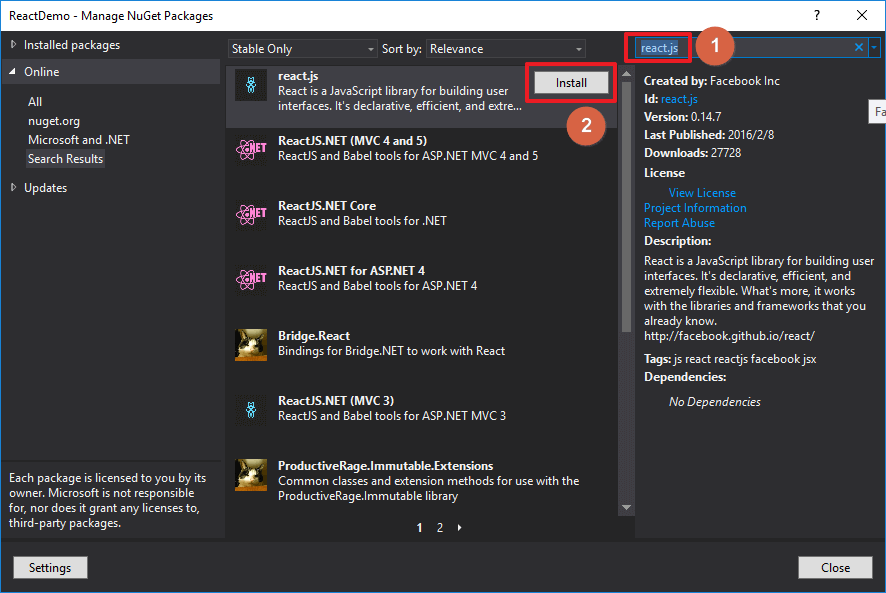 ReactDemo - Manage NuGet Packages
?
Installed packages
Online
All
nuget.org
Microsoft and .NET
Search Results
Updates
Each package is licensed to you by its
owner. Microsoft is not responsible
for, nor does it grant any licenses to,
third-party packages.
Stable Only
Sort by: Relevance
react.js
React is a JavaScript library for building user
interfaces. It's declarative, efficient, and extre...
Install
2
.NET
ReactJS.NET (MVC 4 and 5)
ReactJS and Babel tools for ASP.NET MVC 4 and 5
.NET
ReactJS.NET Core
ReactJS and Babel tools for .NET
.NET
ReactJS.NET for ASP.NET 4
ReactJS and Babel tools for ASP.NET 4
Bridge.React
Bindings for Bridge.NET to work with React
ReactJS.NET (MVC 3)
ReactJS and Babel tools for ASP.NET MVC 3
ProductiveRage.Immutable.Extensions
Common classes and extension methods for use with the
ProductiveRage.Immutable library
1 2
react.js
1
Created by: Facebook Inc
Id: react.js
Version: 0.14.7
Last Published: 2016/2/8
Downloads: 27728
License
View License
Project Information
Report Abuse
Description:
React is a JavaScript library for building user
interfaces. It's declarative, efficient, and
extremely flexible. What's more, it works
with the libraries and frameworks that you
already know.
http://facebook.github.io/react/
Tags: js react reactjs facebook jsx
Dependencies:
No Dependencies
Fa
Settings
Close